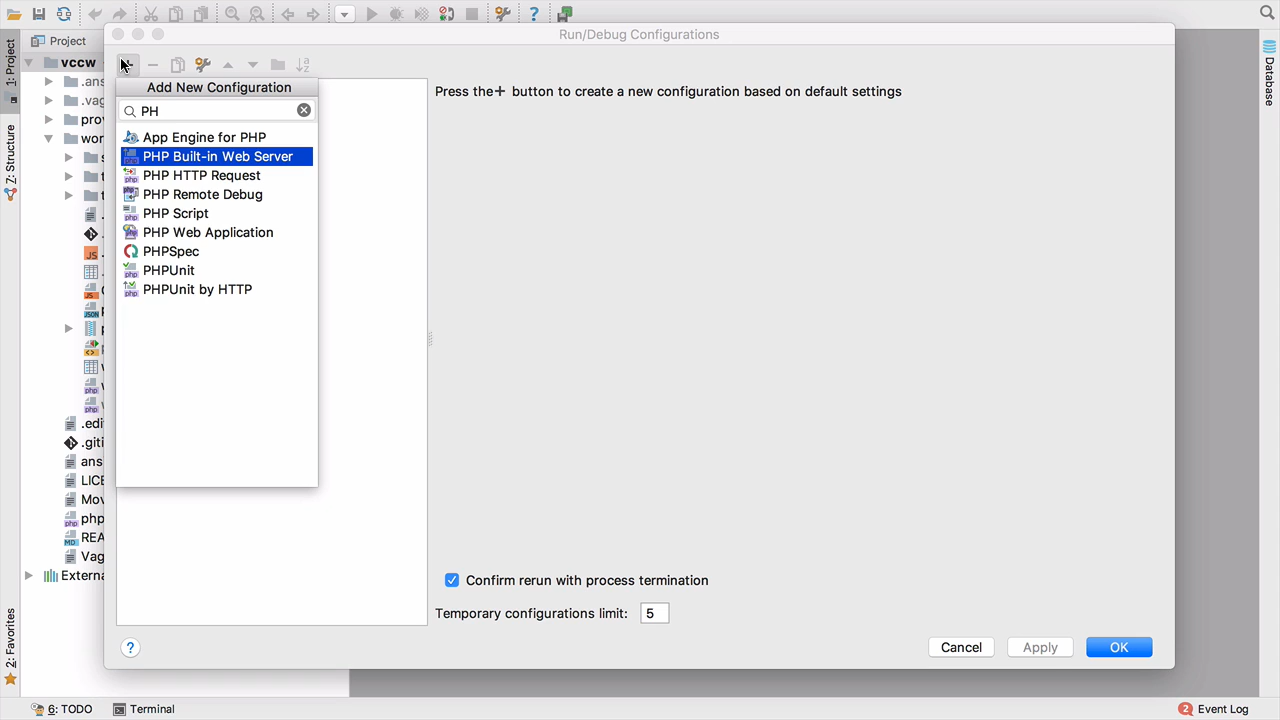 Run/Debug Configurations
Project
1: Project
Z: Structure
2: Favorites
Database
vccw
.ans
.vag
prov
wor
.edi
.giti
ans
LICE
Mov
php
REA
Vag
Externa
Add New Configuration
PH
App Engine for PHP
PHP Built-in Web Server
PHP HTTP Request
PHP Remote Debug
PHP Script
PHP Web Application
PHPSpec
PHPUnit
PHPUnit by HTTP
Press the+ button to create a new configuration based on default settings
Confirm rerun with process termination
Temporary configurations limit: 5
?
Cancel
Apply
OK
6: TODO
Terminal
2 Event Log